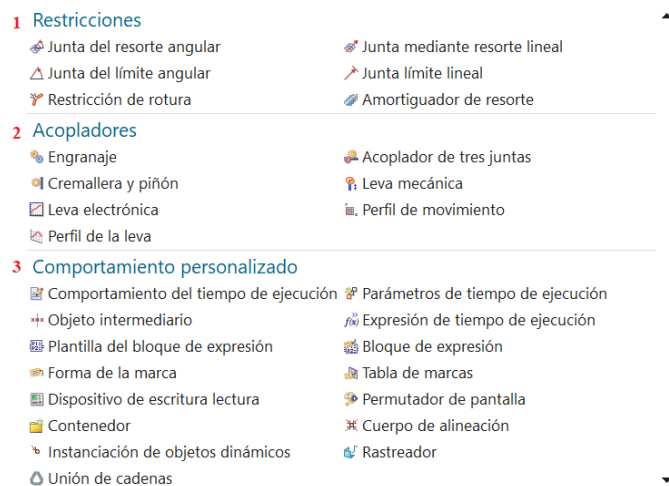 1 Restricciones
Junta del resorte angular Junta mediante resorte lineal
Junta del límite angular Junta límite lineal
Restricción de rotura Amortiguador de resorte
2 Acopladores
Engranaje Acoplador de tres juntas
Cremallera y piñón Leva mecánica
Leva electrónica Perfil de movimiento
Perfil de la leva
3 Comportamiento personalizado
Comportamiento del tiempo de ejecución Parámetros de tiempo de ejecución
Objeto intermediario Expresión de tiempo de ejecución
Plantilla del bloque de expresión Bloque de expresión
Forma de la marca Tabla de marcas
Dispositivo de escritura lectura Permutador de pantalla
Contenedor Cuerpo de alineación
Instanciación de objetos dinámicos Rastreador
Unión de cadenas